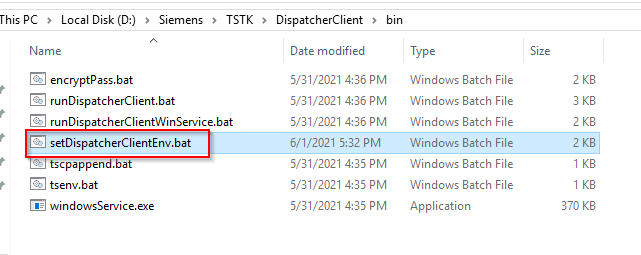 This PC > Local Disk (D:) > Siemens > TSTK > DispatcherClient > bin
Name Date modified Type Size
encryptPass.bat 5/31/2021 4:36 PM Windows Batch File 2 KB
runDispatcherClient.bat 5/31/2021 4:36 PM Windows Batch File 3 KB
runDispatcherClientWinService.bat 5/31/2021 4:36 PM Windows Batch File 2 KB
setDispatcherClientEnv.bat 6/1/2021 5:32 PM Windows Batch File 2 KB
tscpappend.bat 5/31/2021 4:35 PM Windows Batch File 1 KB
tsenv.bat 5/31/2021 4:35 PM Windows Batch File 1 KB
windowsService.exe 5/31/2021 4:35 PM Application 370 KB